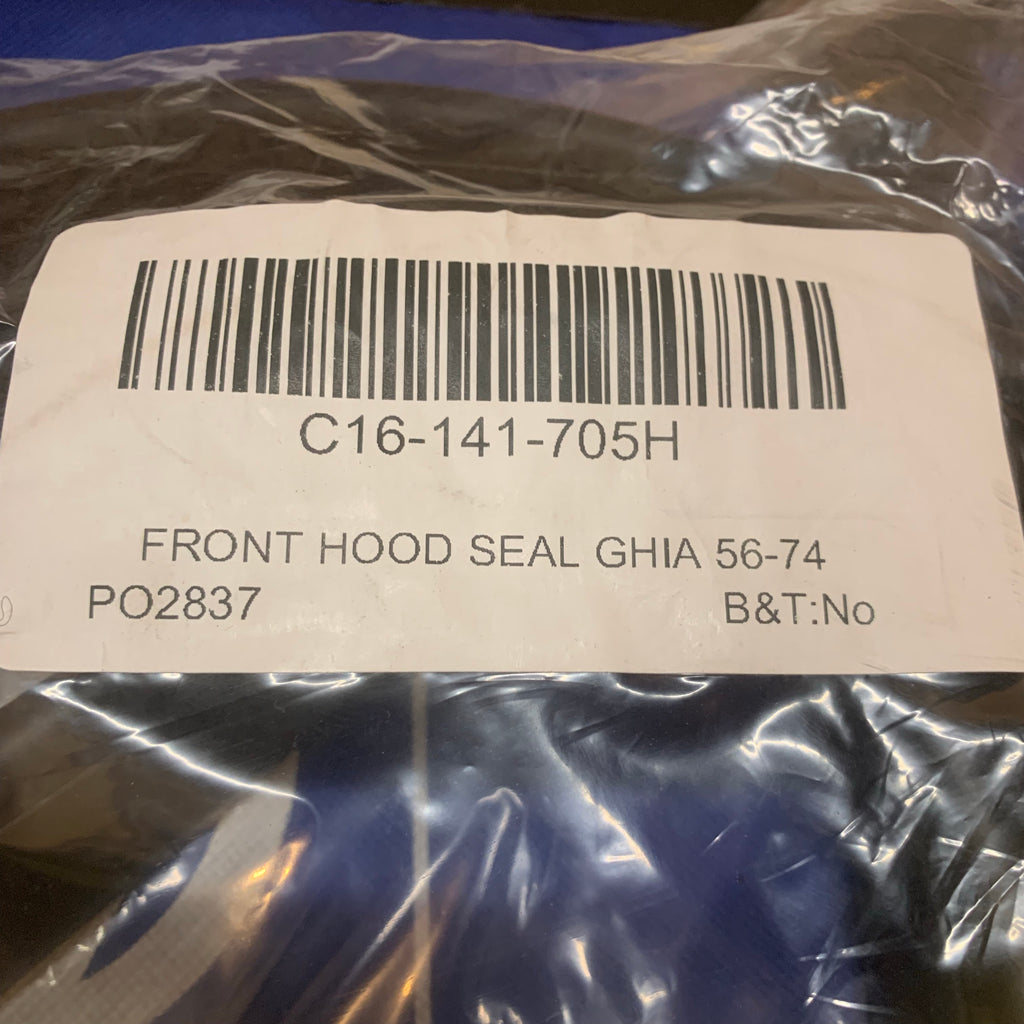 C16-141-705H
FRONT HOOD SEAL GHIA 56-74
PO2837
B&T:No